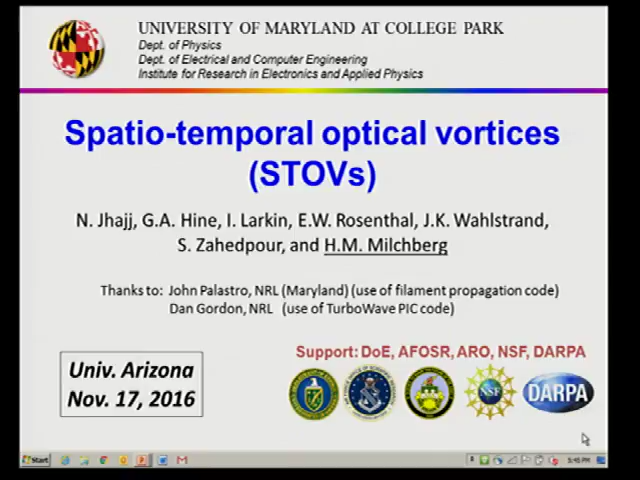 UNIVERSITY OF MARYLAND AT COLLEGE PARK
Dept. of Physics
Dept. of Electrical and Computer Engineering
Institute for Research in Electronics and Applied Physics
Spatio-temporal optical vortices
(STOVs)
N. Jhajj, G.A. Hine, I. Larkin, E.W. Rosenthal, J.K. Wahlstrand,
S. Zahedpour, and H.M. Milchberg
Thanks to: John Palastro, NRL (Maryland) (use of filament propagation code)
Dan Gordon, NRL (use of TurboWave PIC code)
Support: DoE, AFOSR, ARO, NSF, DARPA
Univ. Arizona
Nov. 17, 2016
NSF
DARPA
Start